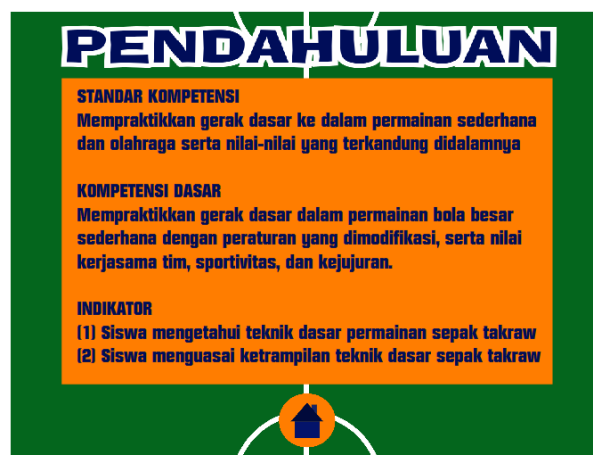 PENDAHULUAN
STANDAR KOMPETENSI
Mempraktikkan gerak dasar ke dalam permainan sederhana
dan olahraga serta nilai-nilai yang terkandung didalamnya
KOMPETENSI DASAR
Mempraktikkan gerak dasar dalam permainan bola besar
sederhana dengan peraturan yang dimodifikasi, serta nilai
kerjasama tim, sportivitas, dan kejujuran.
INDIKATOR
(1) Siswa mengetahui teknik dasar permainan sepak takraw
(2) Siswa menguasai ketrampilan teknik dasar sepak takraw